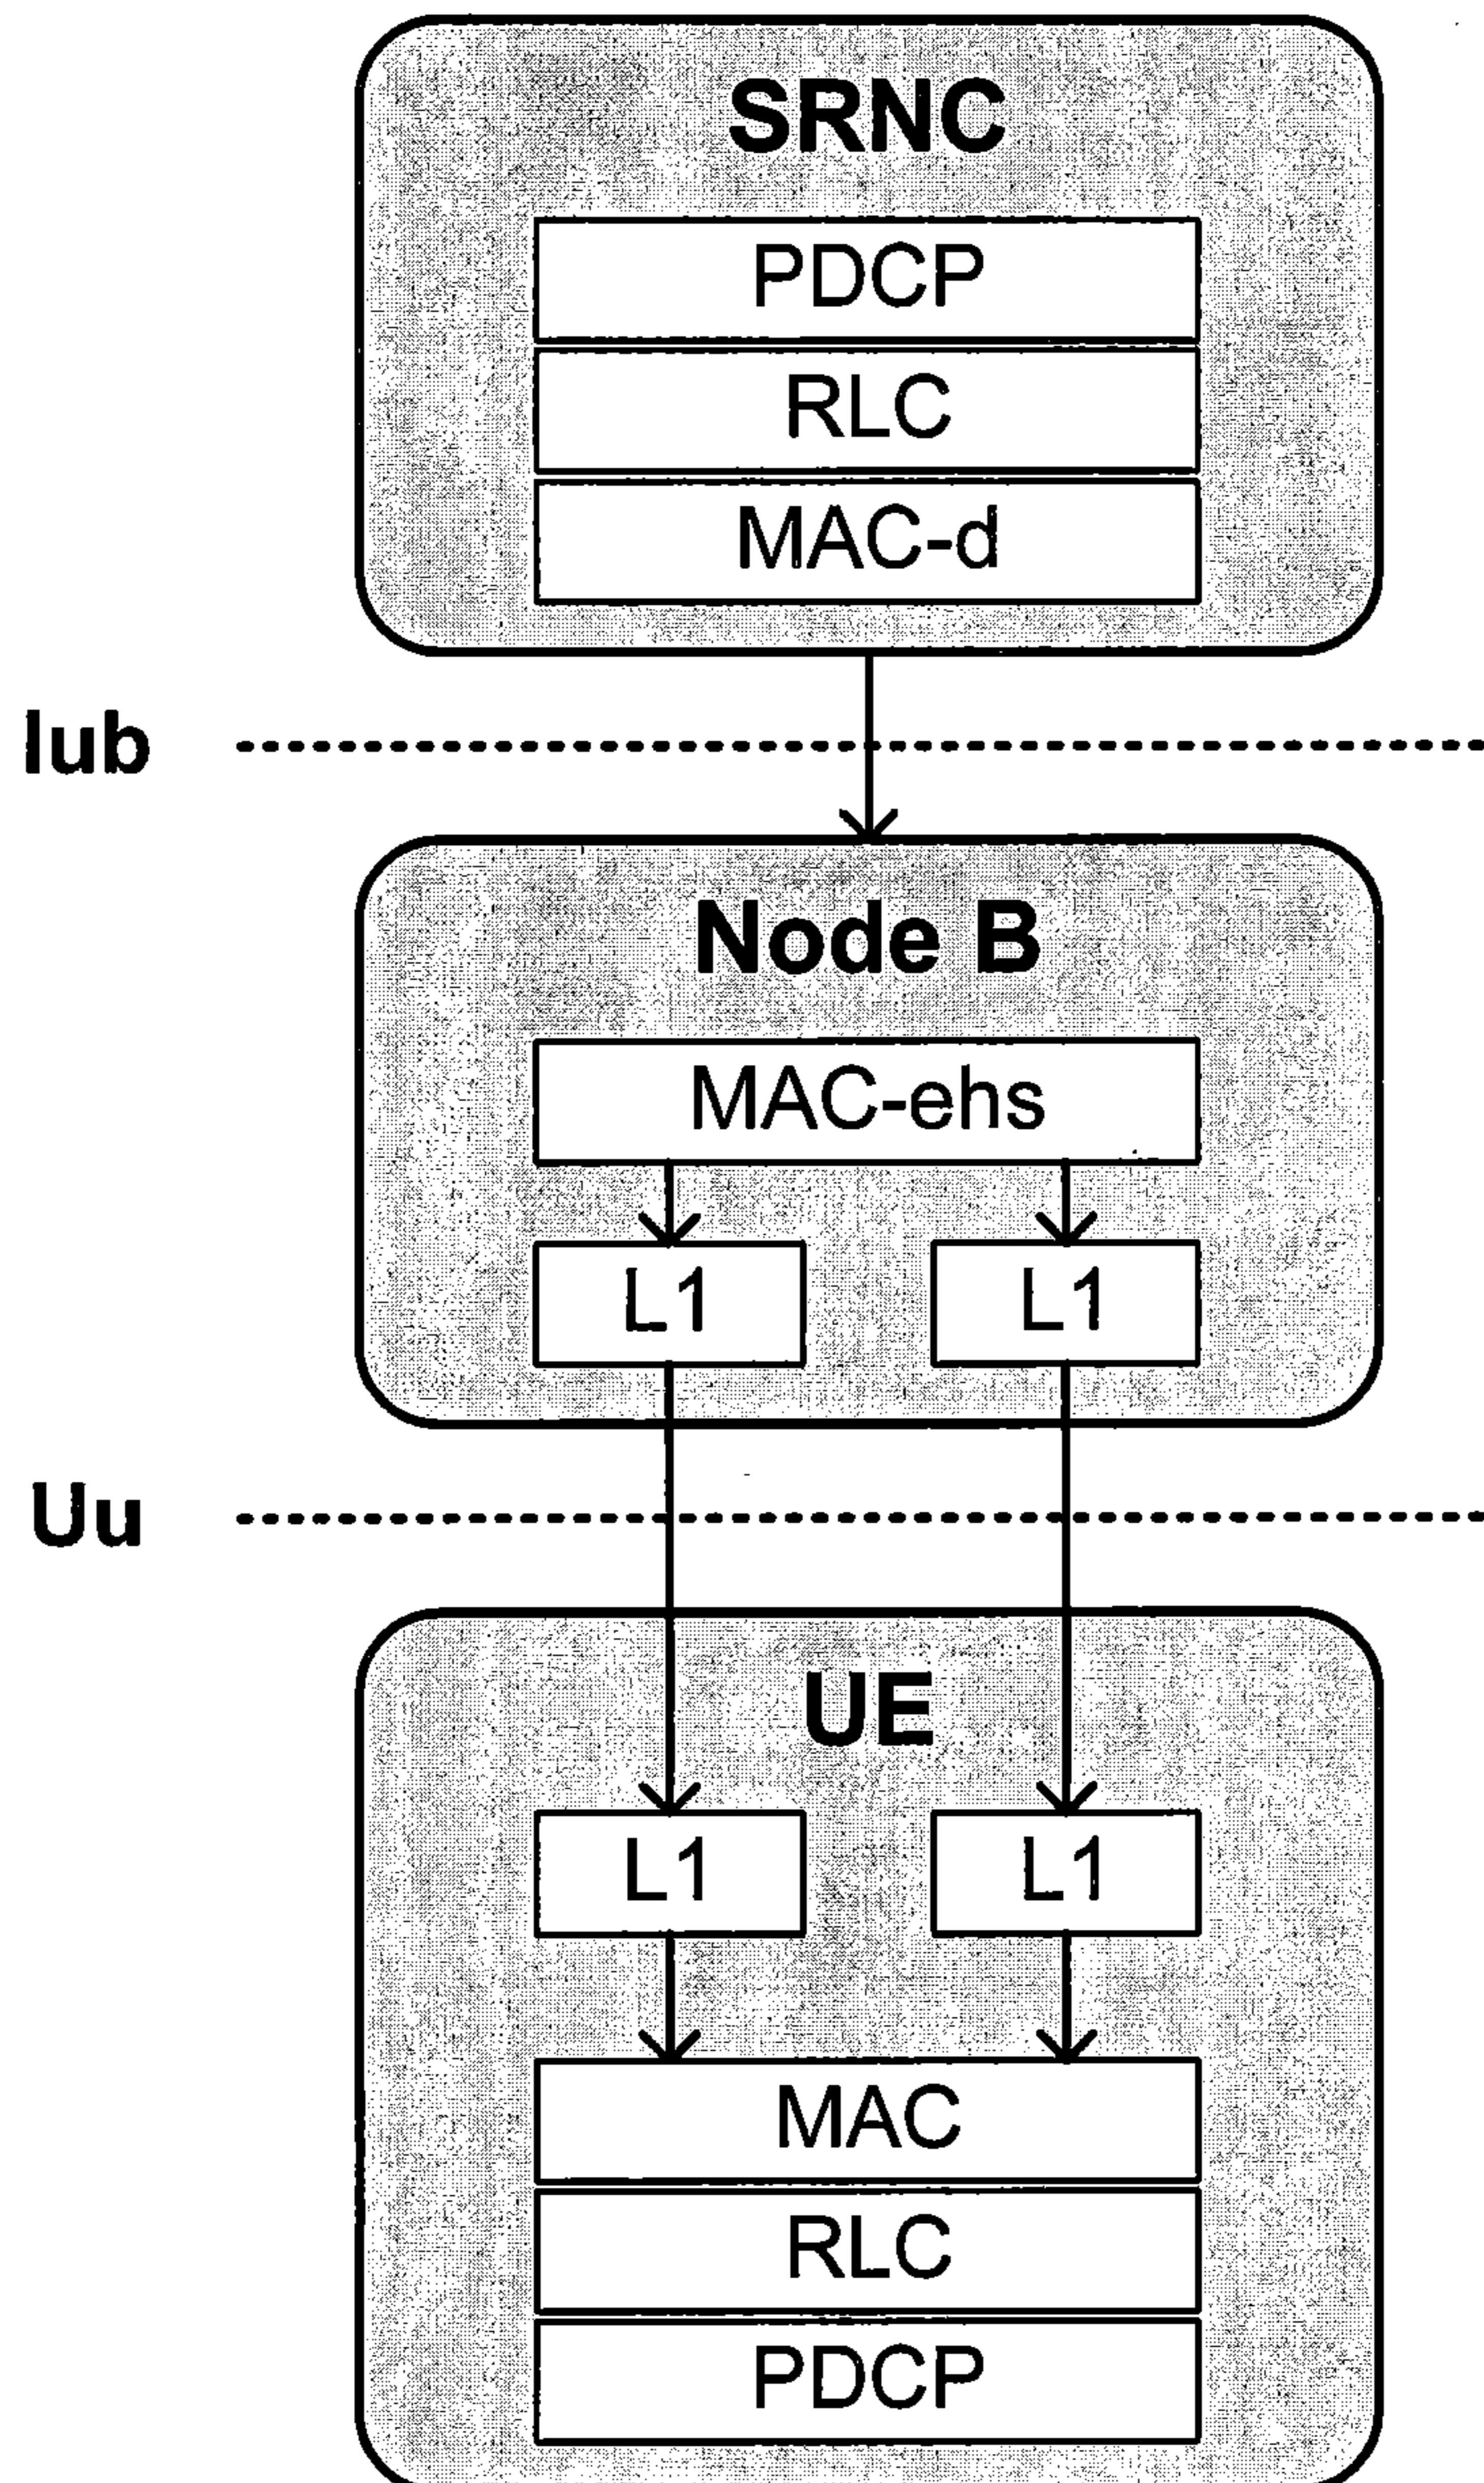 SRNC
PDCP
RLC
MAC-d
Iub
Node B
MAC-ehs
L1 L1
Uu
UE
L1 L1
MAC
RLC
PDCP